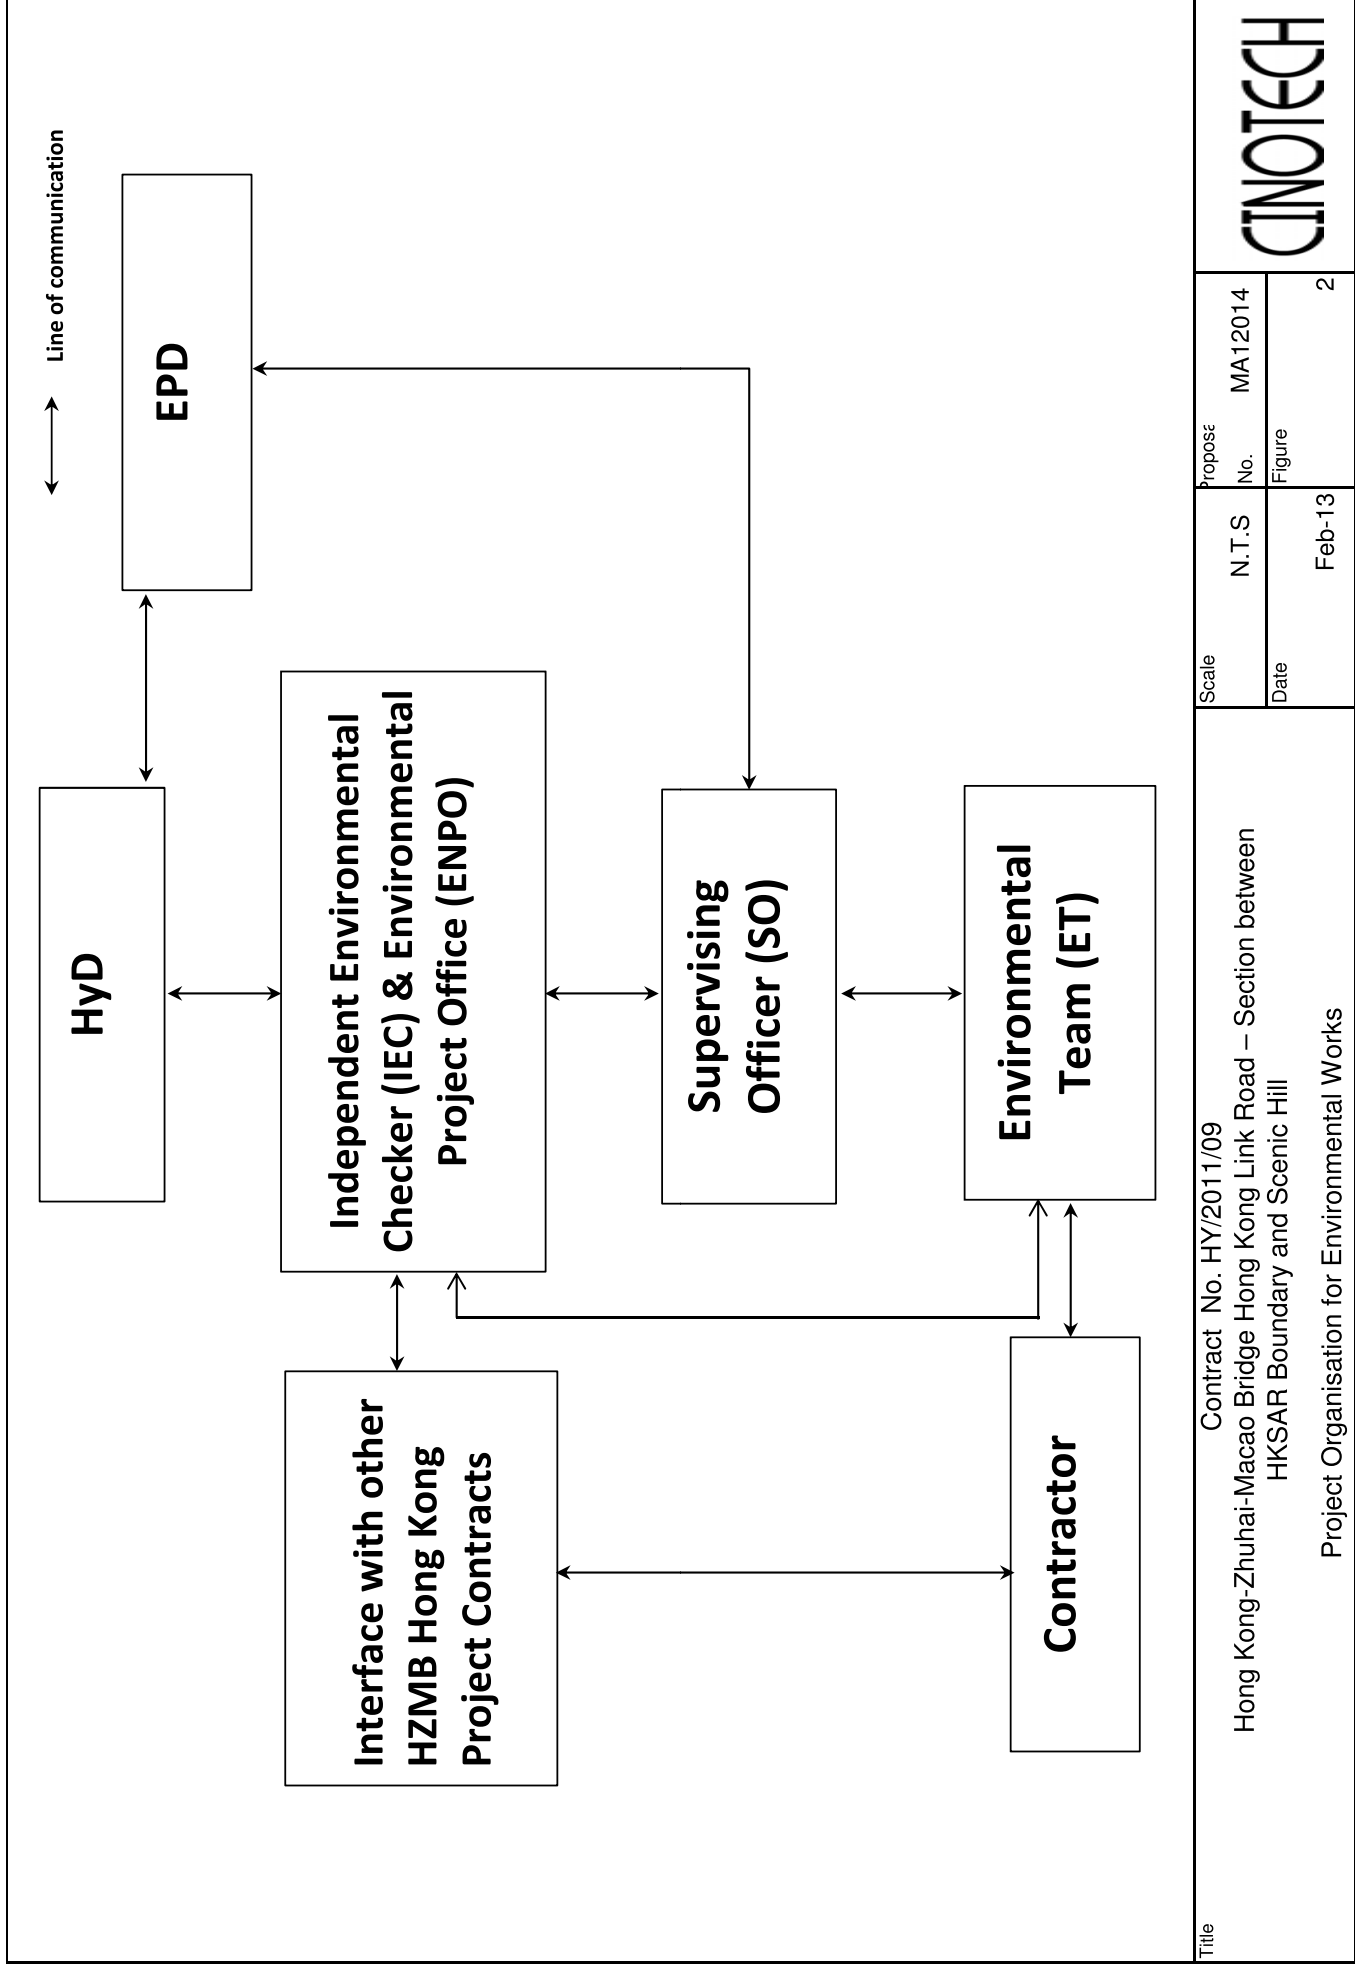 Line of communication
HyD
EPD
Independent Environmental
Checker (IEC) & Environmental
Project Office (ENPO)
Interface with other
HZMB Hong Kong
Project Contracts
Supervising
Officer (SO)
Environmental
Team (ET)
Contractor
Title
Contract No. HY/2011/09
Hong Kong-Zhuhai-Macao Bridge Hong Kong Link Road – Section between
HKSAR Boundary and Scenic Hill
Project Organisation for Environmental Works
Scale
N.T.S
Date
Feb-13
No.
MA12014
Figure
2
CINOTECH